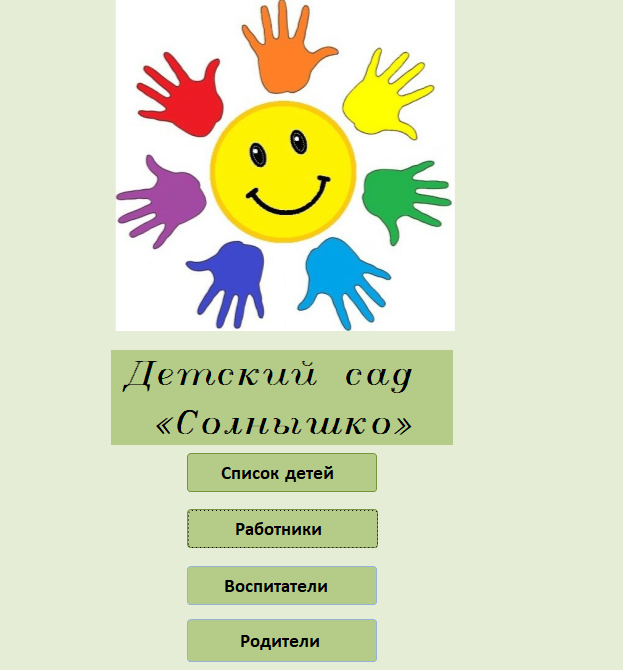 Детский сад
«Солнышко»
Список детей
Работники
Воспитатели
Родители